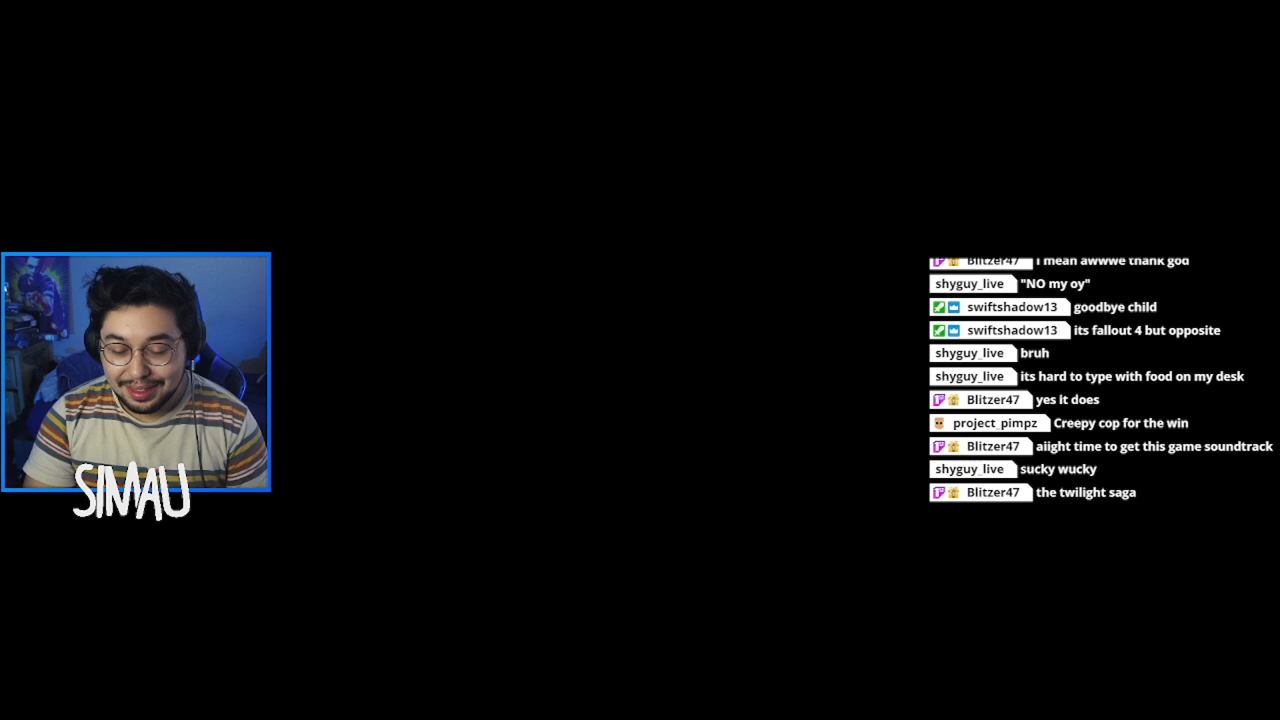 Blitzer47 I mean awwwe thank god
shyguy_live "NO my oy"
swiftshadow13 goodbye child
swiftshadow13 its fallout 4 but opposite
shyguy_live bruh
shyguy_live its hard to type with food on my desk
Blitzer47 yes it does
project_pimpz Creepy cop for the win
Blitzer47 aiight time to get this game soundtrack
shyguy_live sucky wucky
Blitzer47 the twilight saga
SIMAU